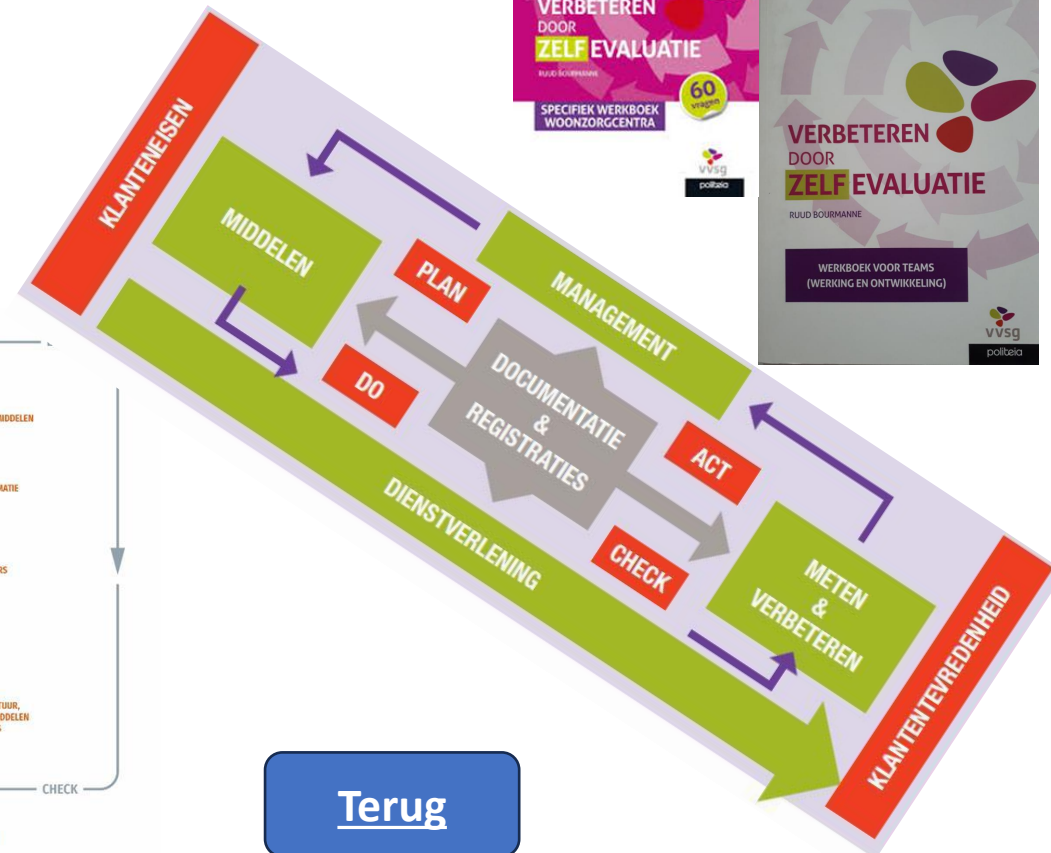 VERBETEREN
DOOR
ZELF EVALUATIE
RUUD BOURMANNE
60
vragen
SPECIFIEK WERKBOEK
WOONZORGCENTRA
vvsg
politeia
VERBETEREN
DOOR
ZELF EVALUATIE
RUUD BOURMANNE
WERKBOEK VOOR TEAMS
(WERKING EN ONTWIKKELING)
vvsg
politeia
KLANTENEISEN
MIDDELEN
PLAN
MANAGEMENT
DO
DOCUMENTATIE
&
REGISTRATIES
ACT
DIENSTVERLENING
CHECK
METEN
&
VERBETEREN
KLANTENTEVREDENHEID
CHECK
Terug